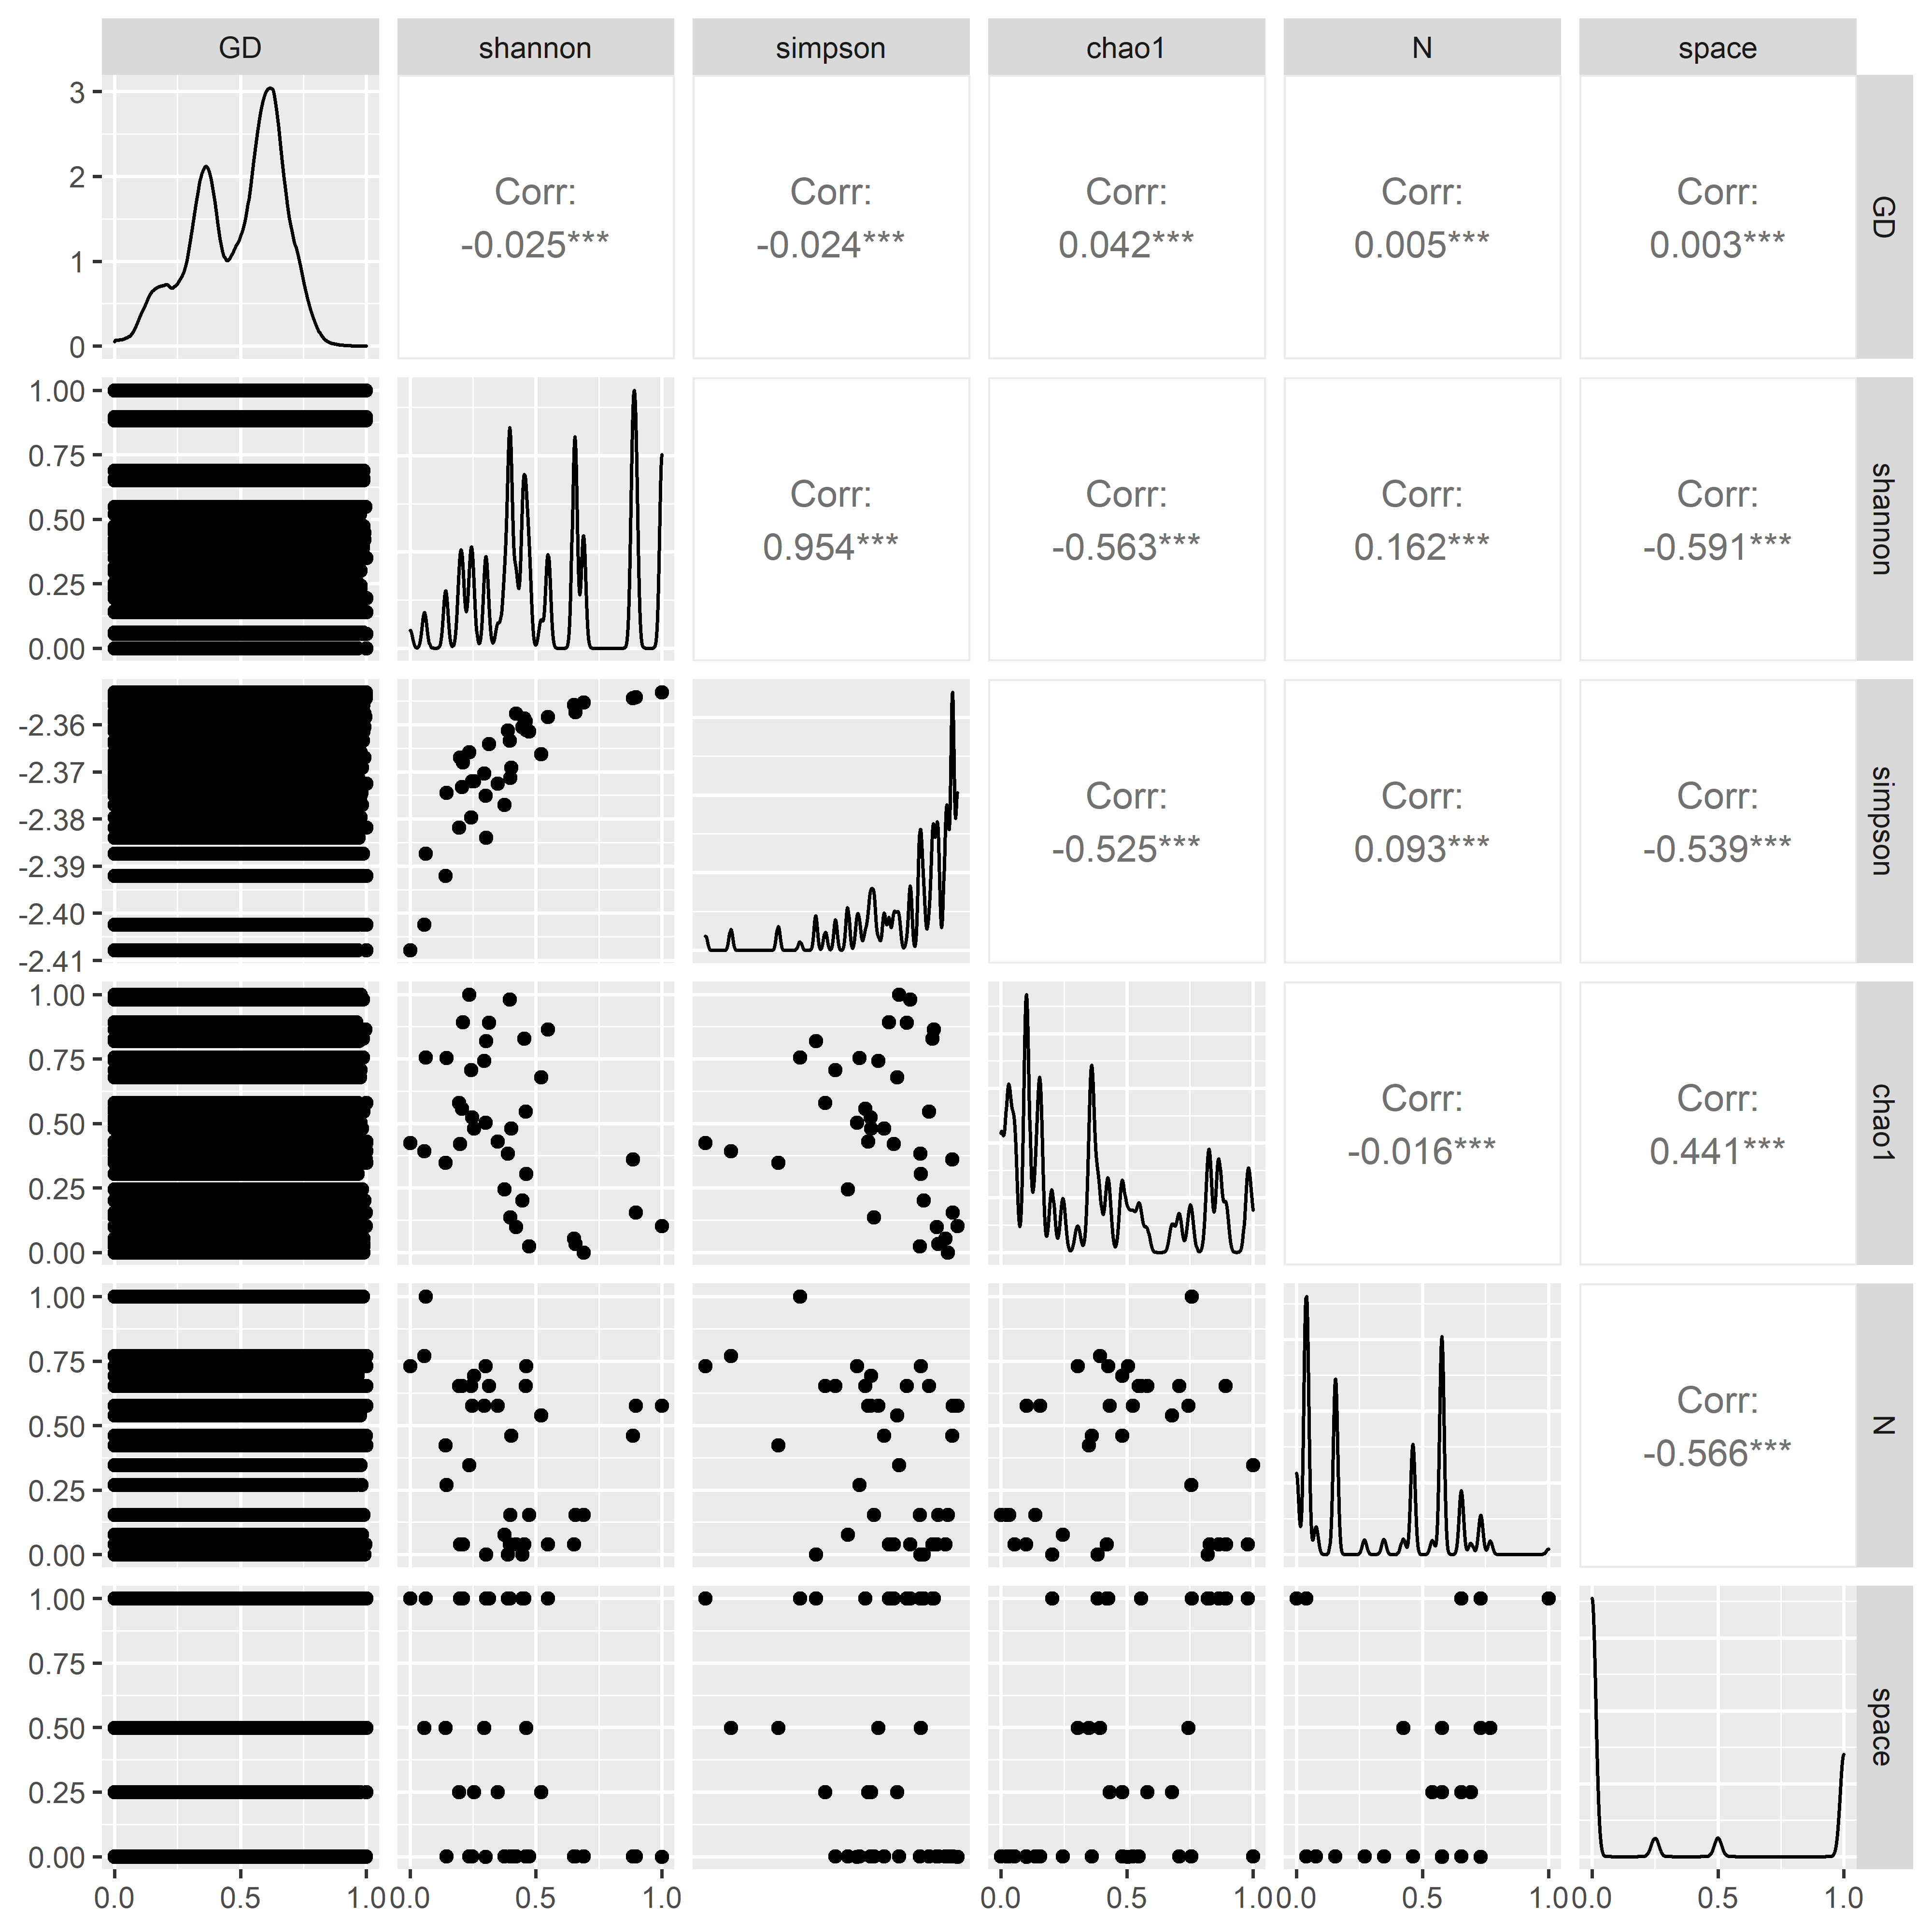 GD shannon simpson chao1 N space
3
2
1
0
Corr: Corr: Corr: Corr: Corr:
-0.025*** -0.024*** 0.042*** 0.005*** 0.003***
GD
1.00
0.75
0.50
0.25
0.00
Corr: Corr: Corr: Corr:
0.954*** -0.563*** 0.162*** -0.591***
shannon
-2.36
-2.37
-2.38
-2.39
-2.40
-2.41
Corr: Corr: Corr:
-0.525*** 0.093*** -0.539***
simpson
1.00
0.75
0.50
0.25
0.00
Corr: Corr:
-0.016*** 0.441***
chao1
1.00
0.75
0.50
0.25
0.00
Corr:
-0.566***
N
1.00
0.75
0.50
0.25
0.00
space
0.0 0.5 1.0 0.0 0.5 1.0 0.0 0.5 1.0 0.0 0.5 1.0 0.0 0.5 1.0